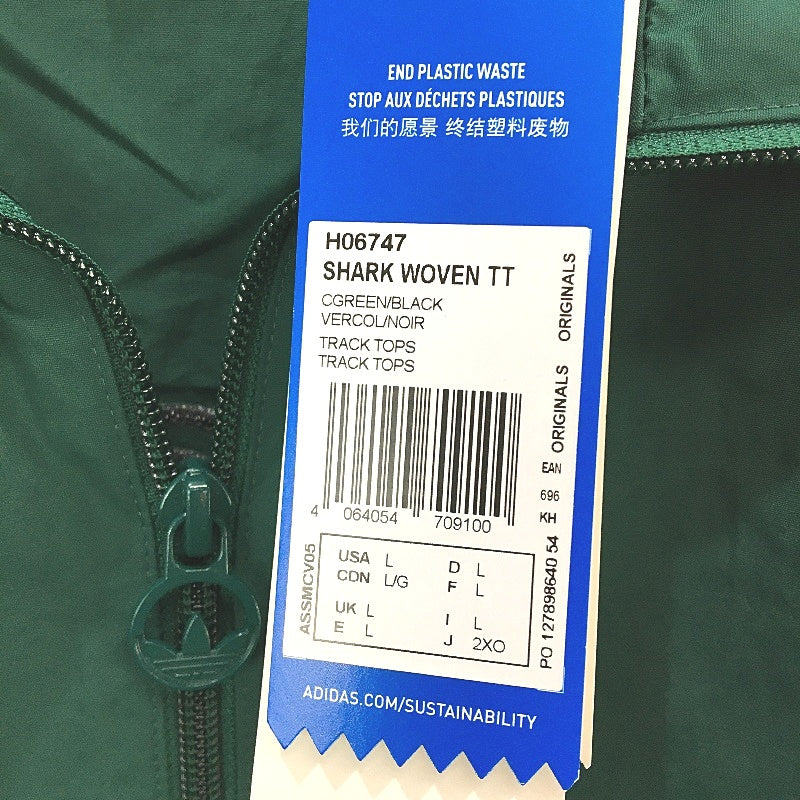 END PLASTIC WASTE
STOP AUX DÉCHETS PLASTIQUES
我们的愿景 终结塑料废物
H06747
SHARK WOVEN TT
CGREEN/BLACK
VERCOL/NOIR
TRACK TOPS
TRACK TOPS
ORIGINALS
ORIGINALS
EAN
696
KH
4 064054 709100
ASSMCV05
USA L D L
CDN L/G F L
UK L I L
E L J 2XO
PO 127898640 54
ADIDAS.COM/SUSTAINABILITY